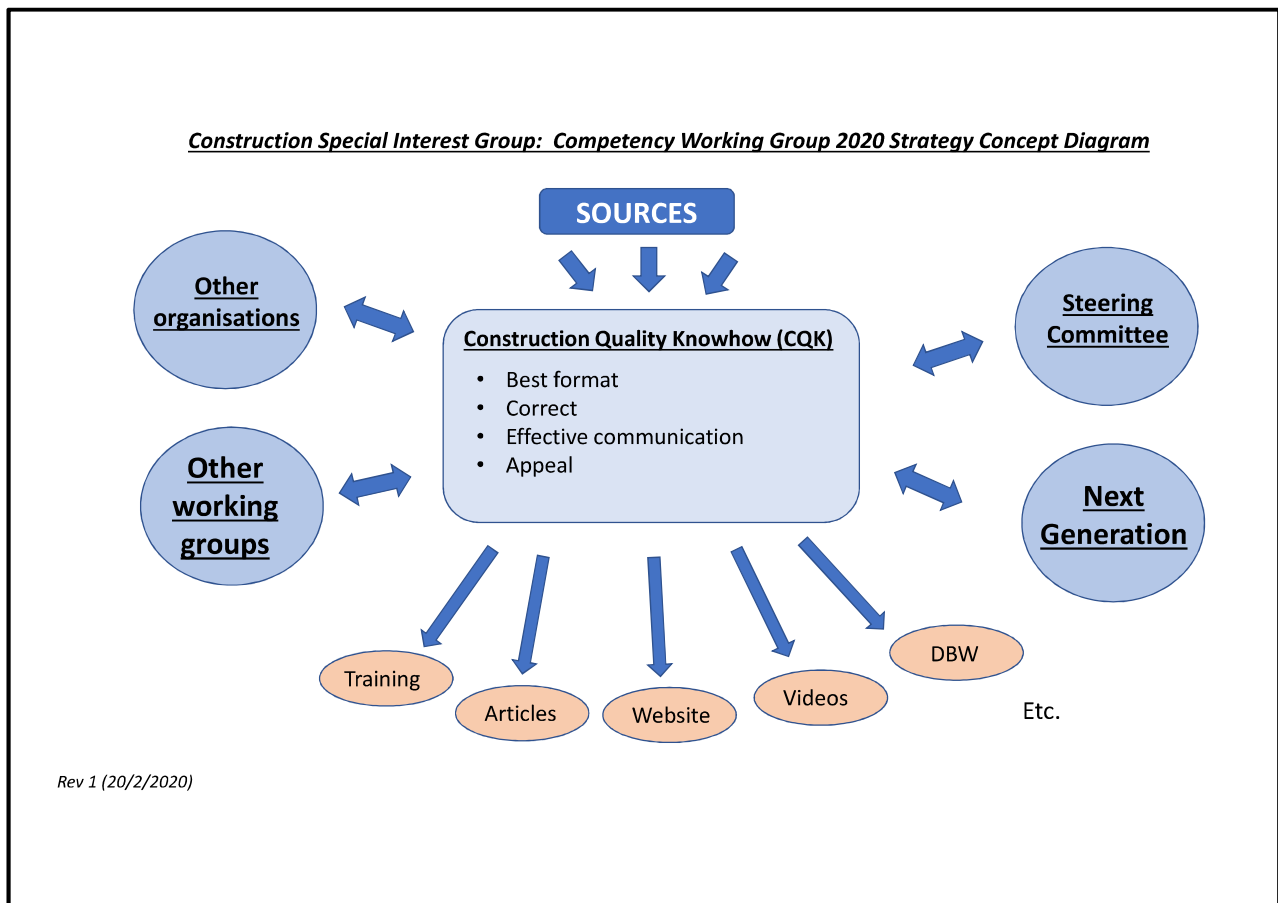 Construction Special Interest Group:  Competency Working Group 2020 Strategy Concept Diagram
SOURCES
Other
organisations
Steering
Committee
Construction Quality Knowhow (CQK)
• Best format
• Correct
• Effective communication
• Appeal
Other
working
groups
Next
Generation
Training
Articles
Website
Videos
DBW
Etc.
Rev 1 (20/2/2020)